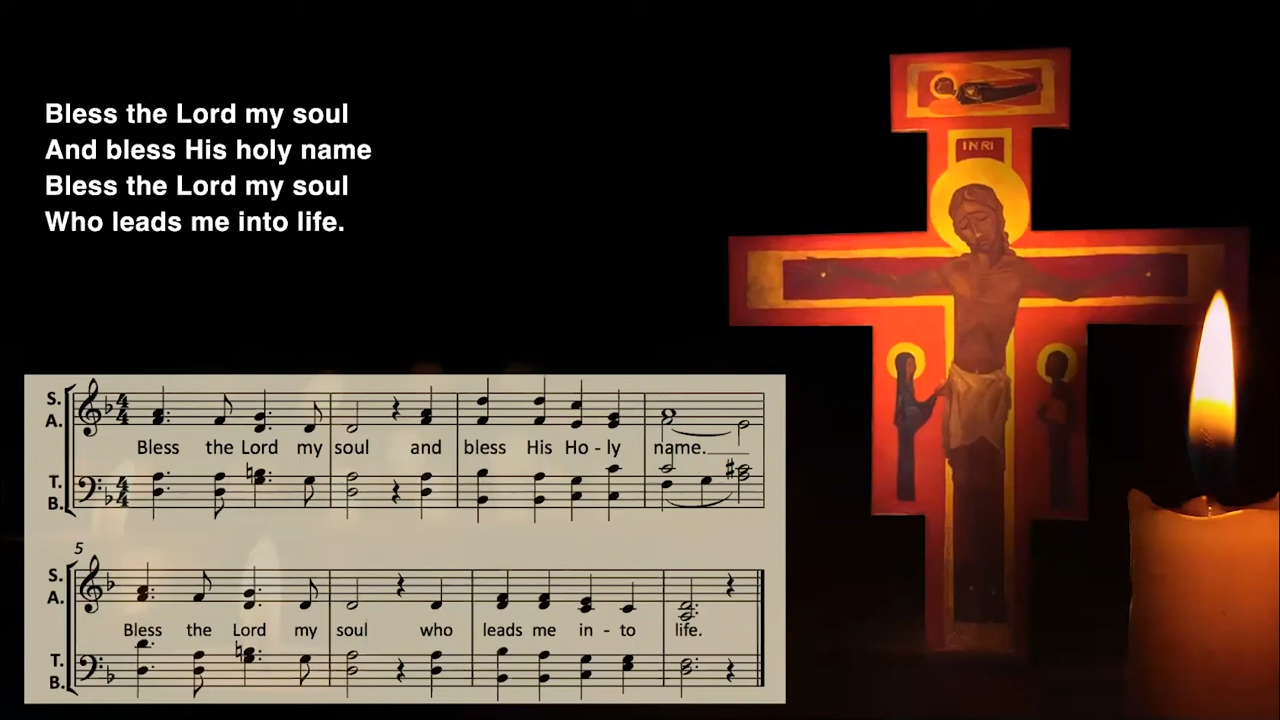 Bless the Lord my soul
And bless His holy name
Bless the Lord my soul
Who leads me into life.
INRI
S.
A.
Bless the Lord my soul and bless His Ho - ly name.
T.
B.
5
S.
A.
Bless the Lord my soul who leads me in - to life.
T.
B.